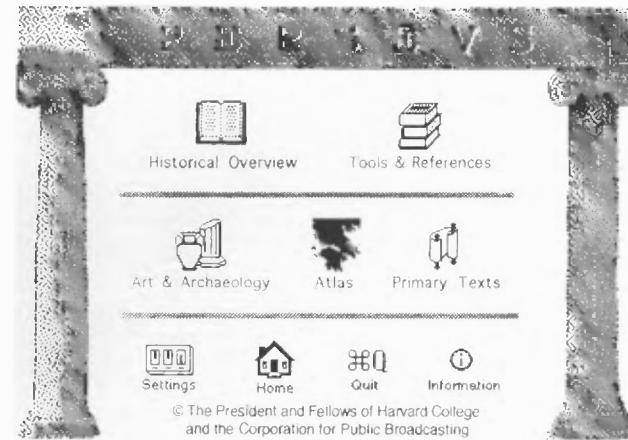 PERSEVS
Historical Overview Tools & References
Art & Archaeology Atlas Primary Texts
Settings Home ⌘Q Quit Information
© The President and Fellows of Harvard College
and the Corporation for Public Broadcasting